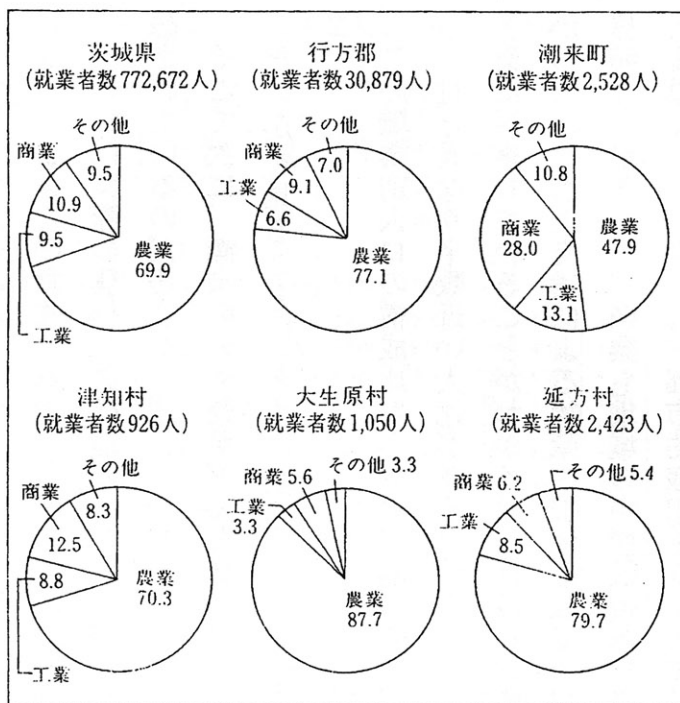 茨城県
(就業者数772,672人)
その他
9.5
商業
10.9
9.5
工業
農業
69.9
行方郡
(就業者数30,879人)
その他
7.0
商業
9.1
工業
6.6
農業
77.1
潮来町
(就業者数2,528人)
その他
10.8
商業
28.0
工業
13.1
農業
47.9
津知村
(就業者数926人)
その他
8.3
商業
12.5
8.8
工業
農業
70.3
大生原村
(就業者数1,050人)
その他3.3
商業5.6
工業
3.3
農業
87.7
延方村
(就業者数2,423人)
その他5.4
商業6.2
工業
8.5
農業
79.7